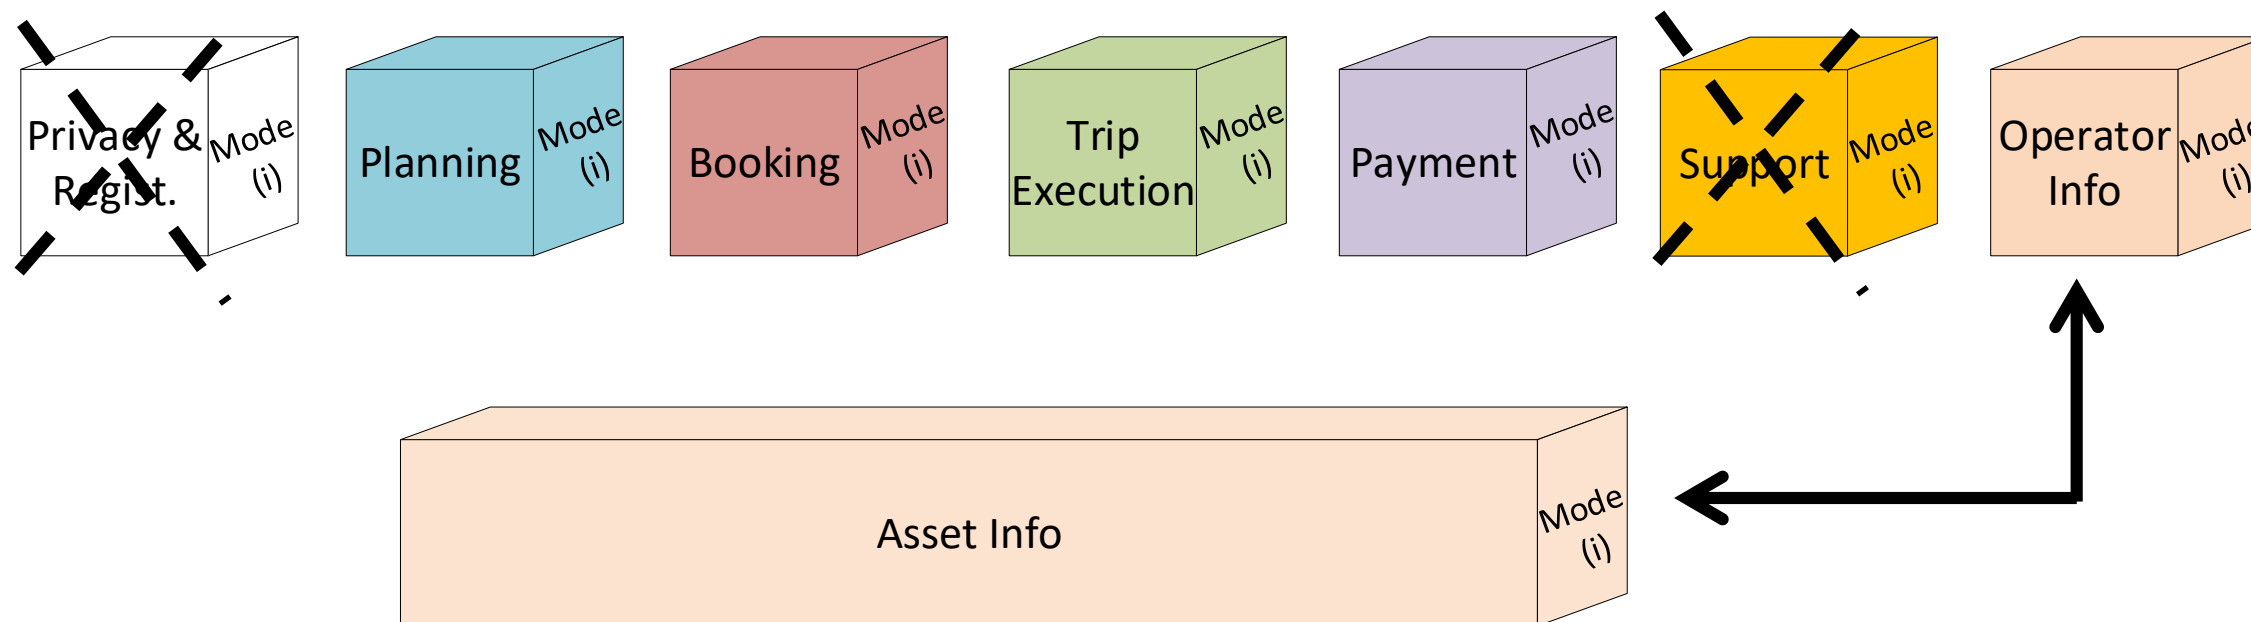 Privacy &
Regist.
Mode
(i)
Planning
Mode
(i)
Booking
Mode
(i)
Trip
Execution
Mode
(i)
Payment
Mode
(i)
Support
Mode
(i)
Operator
Info
Mode
(i)
Asset Info
Mode
(i)